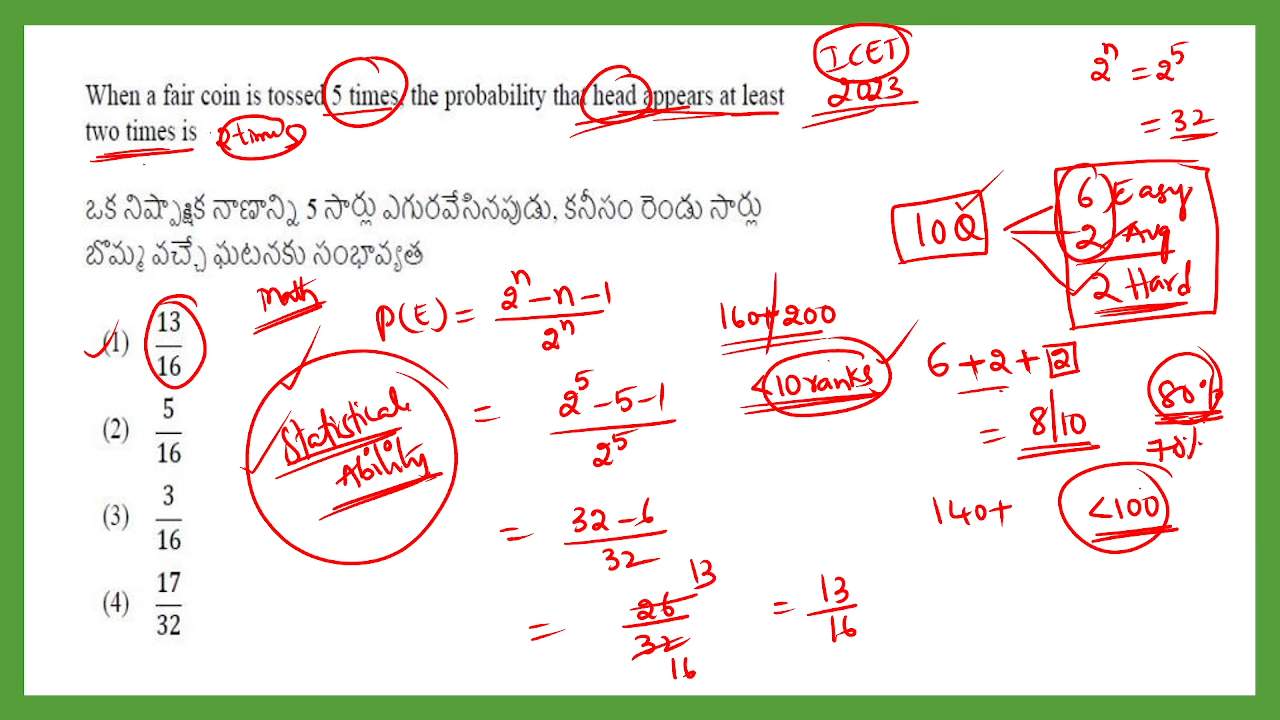 When a fair coin is tossed 5 times, the probability that head appears at least
two times is 2 times
ఒక నిష్పాక్షిక నాణాన్ని 5 సార్లు ఎగురవేసినపుడు, కనీసం రెండు సార్లు
బొమ్మ వచ్చే ఘటనకు సంభావ్యత
(1) 13/16
(2) 5/16
(3) 3/16
(4) 17/32
Math
Statistical
Ability
P(E) = 2^n - n - 1 / 2^n
= 2^5 - 5 - 1 / 2^5
= 32 - 6 / 32
= 26/32 13 16
= 13/16
ICET
2023
2^n = 2^5
= 32
10Q
6 Easy
2 Avg
2 Hard
160+ 200
<10 ranks
6 + 2 + 2
= 8/10
80%
70%
140+ <100